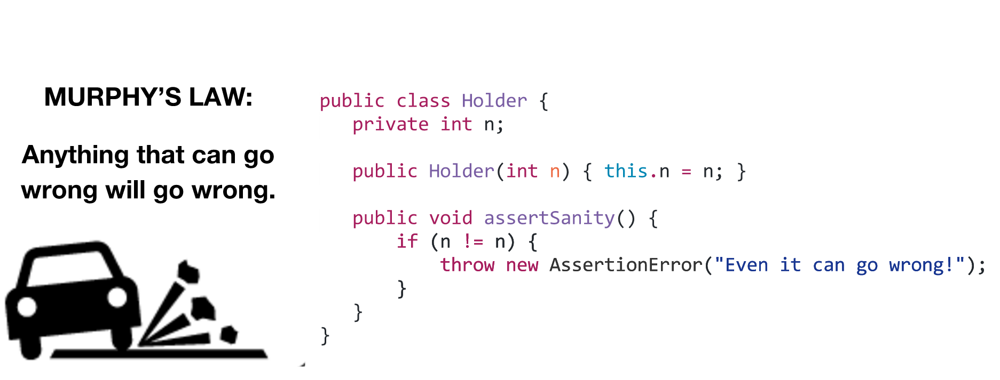 MURPHY’S LAW:
Anything that can go
wrong will go wrong.
public class Holder {
   private int n;
   public Holder(int n) { this.n = n; }
   public void assertSanity() {
       if (n != n) {
           throw new AssertionError("Even it can go wrong!");
       }
   }
}